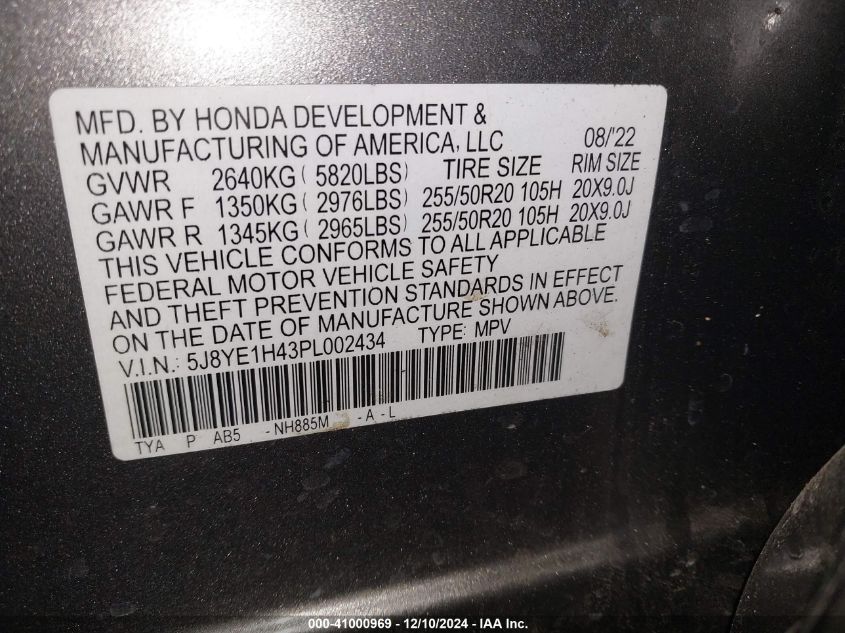 MFD. BY HONDA DEVELOPMENT &
MANUFACTURING OF AMERICA, LLC 08/'22
GVWR 2640KG ( 5820LBS) TIRE SIZE RIM SIZE
GAWR F 1350KG ( 2976LBS) 255/50R20 105H 20X9.0J
GAWR R 1345KG ( 2965LBS) 255/50R20 105H 20X9.0J
THIS VEHICLE CONFORMS TO ALL APPLICABLE
FEDERAL MOTOR VEHICLE SAFETY
AND THEFT PREVENTION STANDARDS IN EFFECT
ON THE DATE OF MANUFACTURE SHOWN ABOVE.
V.I.N.: 5J8YE1H43PL002434 TYPE: MPV
TYA P AB5 -NH885M -A-L
000-41000969 - 12/10/2024 - IAA Inc.